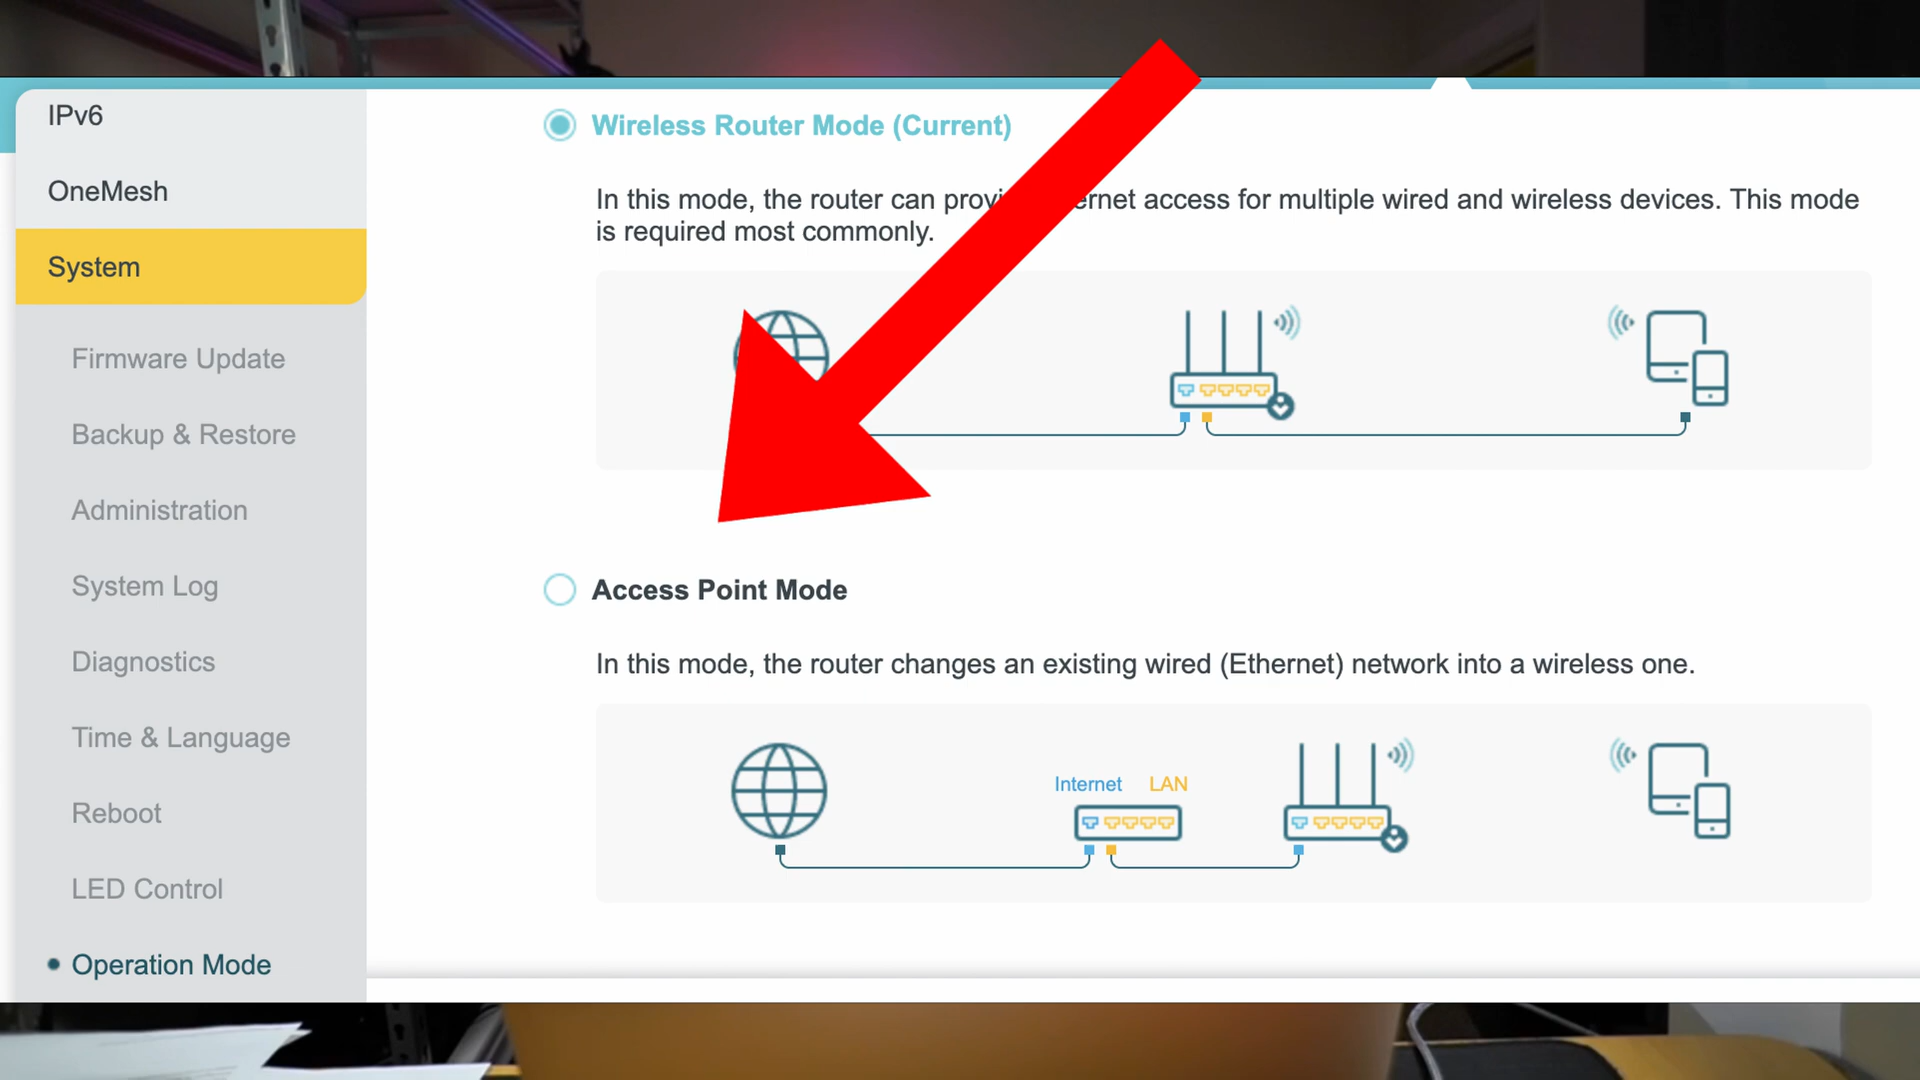 IPv6
OneMesh
System
Firmware Update
Backup & Restore
Administration
System Log
Diagnostics
Time & Language
Reboot
LED Control
Operation Mode
Wireless Router Mode (Current)
In this mode, the router can ernet access for multiple wired and wireless devices. This mode
is required most commonly.
Access Point Mode
In this mode, the router changes an existing wired (Ethernet) network into a wireless one.
Internet LAN